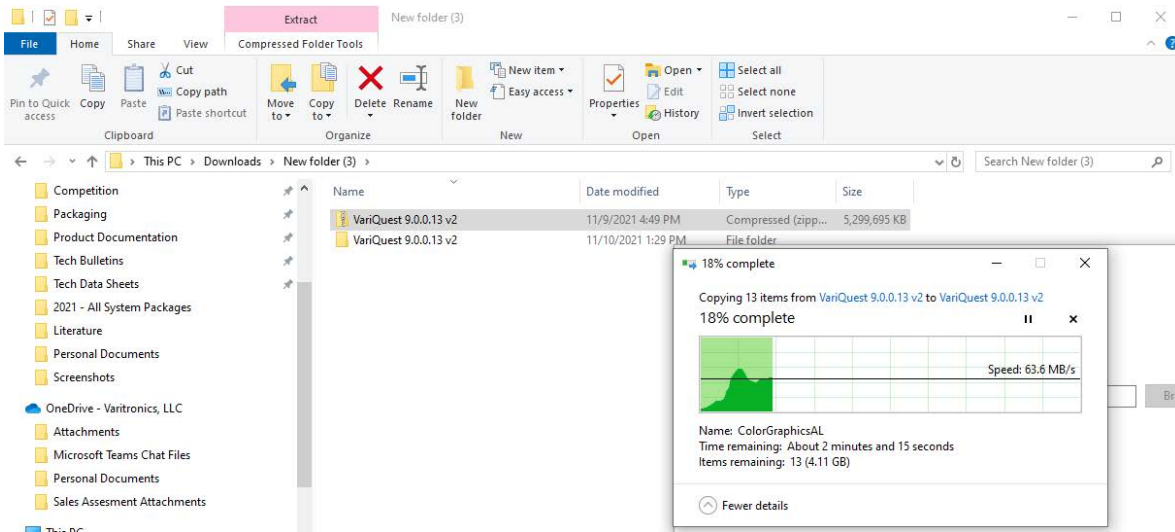 Extract New folder (3)
File Home Share View Compressed Folder Tools
Pin to Quick access
Copy
Paste
Cut
Copy path
Paste shortcut
Clipboard
Move to
Copy to
Delete
Rename
Organize
New folder
New item
Easy access
New
Properties
Open
Edit
History
Open
Select all
Select none
Invert selection
Select
This PC > Downloads > New folder (3) >
Search New folder (3)
Competition
Packaging
Product Documentation
Tech Bulletins
Tech Data Sheets
2021 - All System Packages
Literature
Personal Documents
Screenshots
OneDrive - Varitronics, LLC
Attachments
Microsoft Teams Chat Files
Personal Documents
Sales Assesment Attachments
This PC
Name Date modified Type Size
VariQuest 9.0.0.13 v2 11/9/2021 4:49 PM Compressed (zipp... 5,299,695 KB
VariQuest 9.0.0.13 v2 11/10/2021 1:29 PM File folder
18% complete
Copying 13 items from VariQuest 9.0.0.13 v2 to VariQuest 9.0.0.13 v2
18% complete
Speed: 63.6 MB/s
Name: ColorGraphicsAL
Time remaining: About 2 minutes and 15 seconds
Items remaining: 13 (4.11 GB)
Fewer details